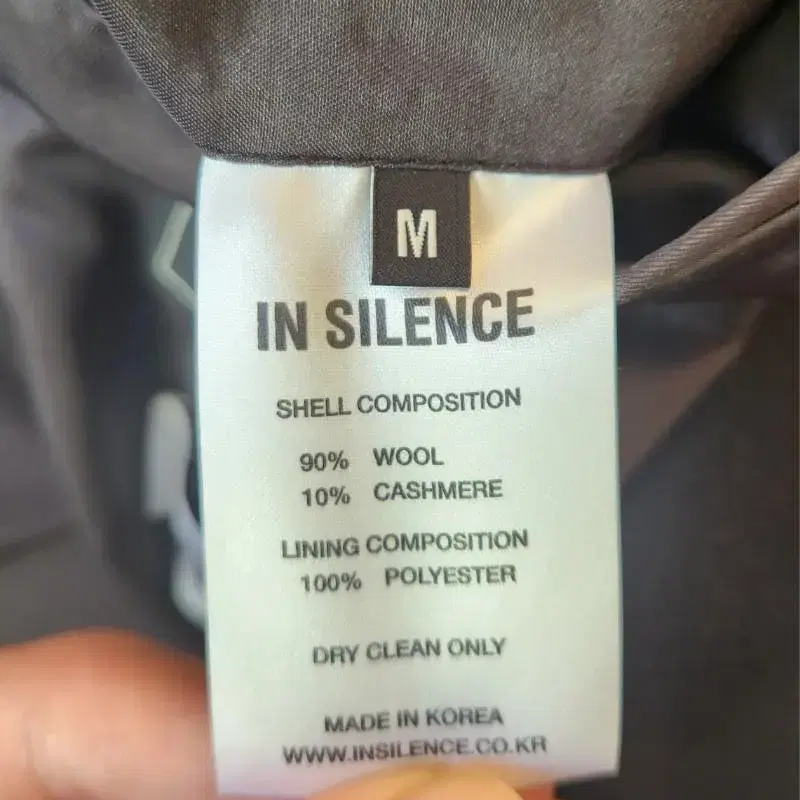 M
IN SILENCE
SHELL COMPOSITION
90% WOOL
10% CASHMERE
LINING COMPOSITION
100% POLYESTER
DRY CLEAN ONLY
MADE IN KOREA
WWW.INSILENCE.CO.KR